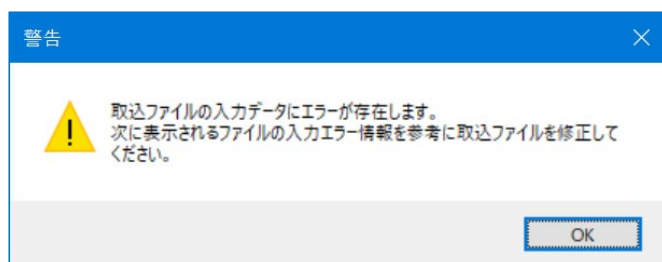 警告
取込ファイルの入力データにエラーが存在します。
次に表示されるファイルの入力エラー情報を参考に取込ファイルを修正して
ください。
OK